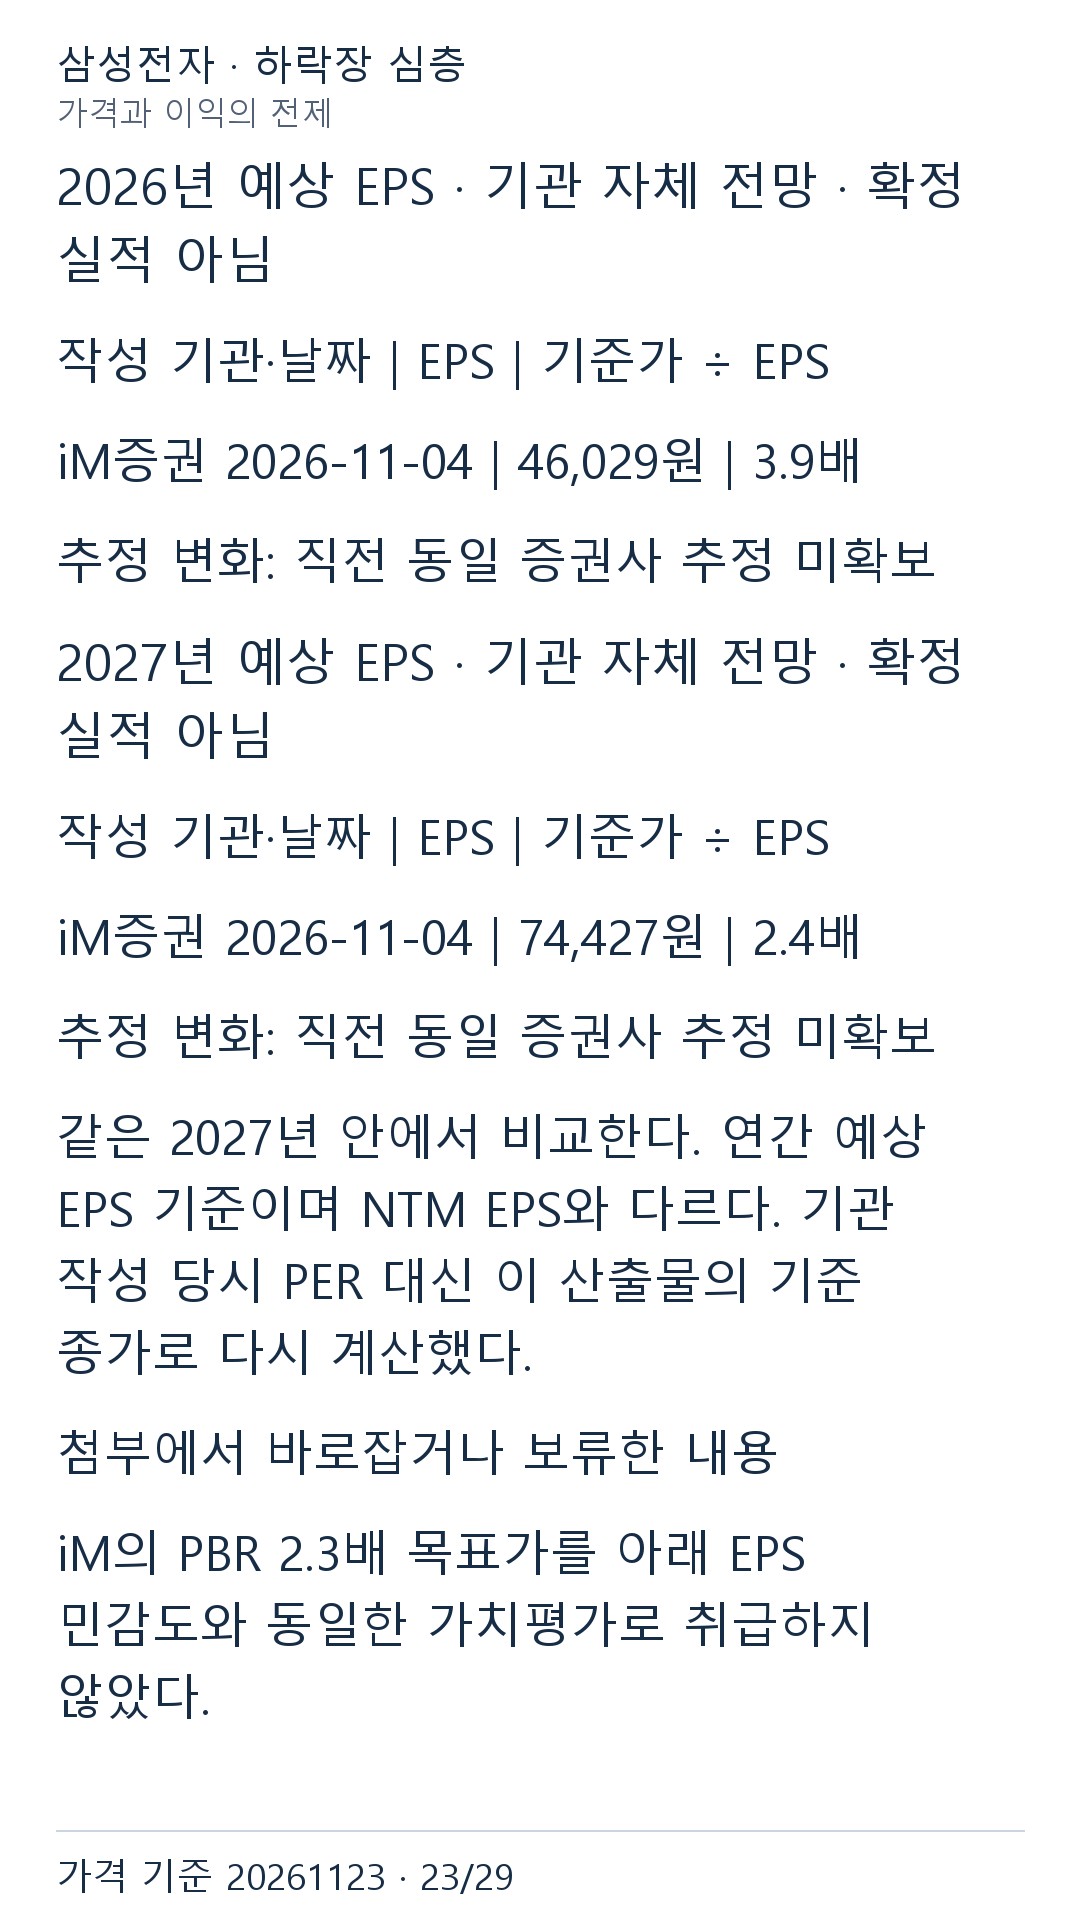 삼성전자 · 하락장 심층
가격과 이익의 전제
2026년 예상 EPS · 기관 자체 전망 · 확정
실적 아님
작성 기관·날짜 | EPS | 기준가 ÷ EPS
iM증권 2026-11-04 | 46,029원 | 3.9배
추정 변화: 직전 동일 증권사 추정 미확보
2027년 예상 EPS · 기관 자체 전망 · 확정
실적 아님
작성 기관·날짜 | EPS | 기준가 ÷ EPS
iM증권 2026-11-04 | 74,427원 | 2.4배
추정 변화: 직전 동일 증권사 추정 미확보
같은 2027년 안에서 비교한다. 연간 예상
EPS 기준이며 NTM EPS와 다르다. 기관
작성 당시 PER 대신 이 산출물의 기준
종가로 다시 계산했다.
첨부에서 바로잡거나 보류한 내용
iM의 PBR 2.3배 목표가를 아래 EPS
민감도와 동일한 가치평가로 취급하지
않았다.
가격 기준 20261123 · 23/29